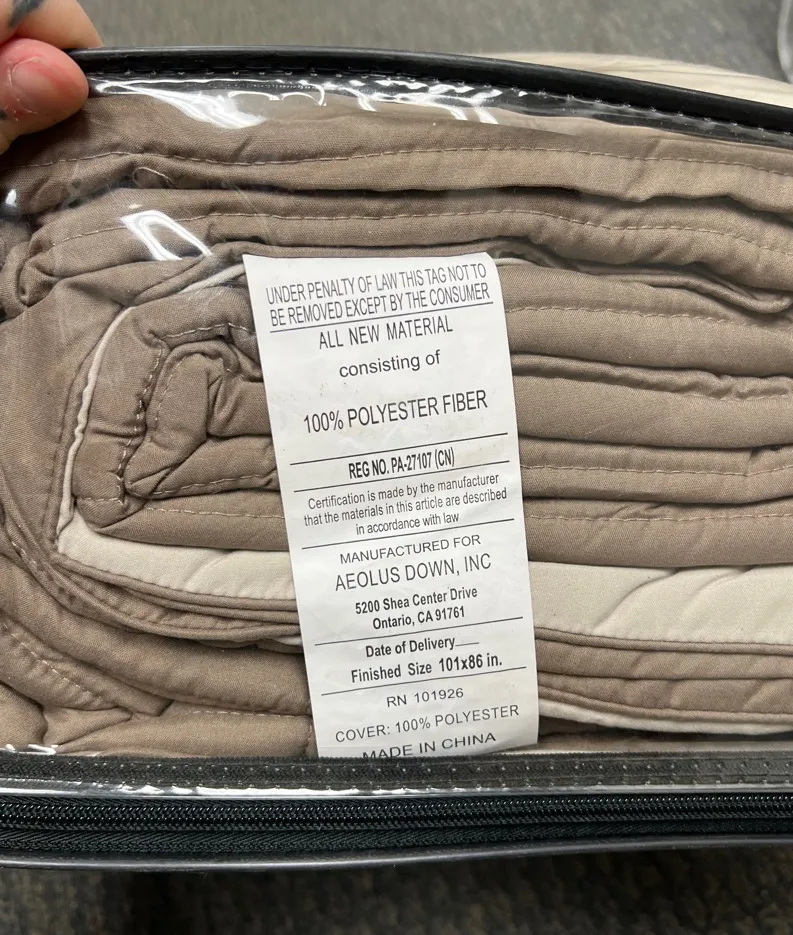 UNDER PENALTY OF LAW THIS TAG NOT TO
BE REMOVED EXCEPT BY THE CONSUMER
ALL NEW MATERIAL
consisting of
100% POLYESTER FIBER
REG NO. PA-27107 (CN)
Certification is made by the manufacturer
that the materials in this article are described
in accordance with law
MANUFACTURED FOR
AEOLUS DOWN, INC
5200 Shea Center Drive
Ontario, CA 91761
Date of Delivery
Finished Size 101x86 in.
RN 101926
COVER: 100% POLYESTER
MADE IN CHINA